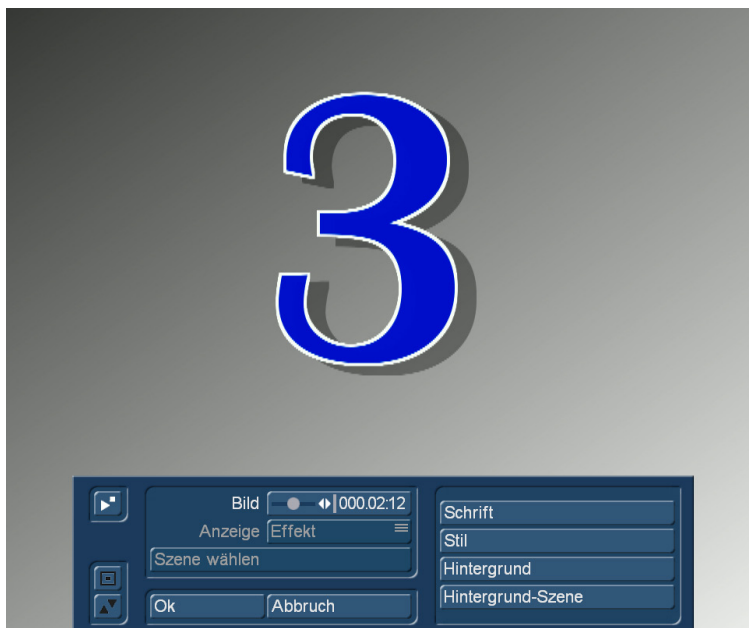 3
Bild 000.02:12
Anzeige Effekt
Szene wählen
Ok Abbruch
Schrift
Stil
Hintergrund
Hintergrund-Szene